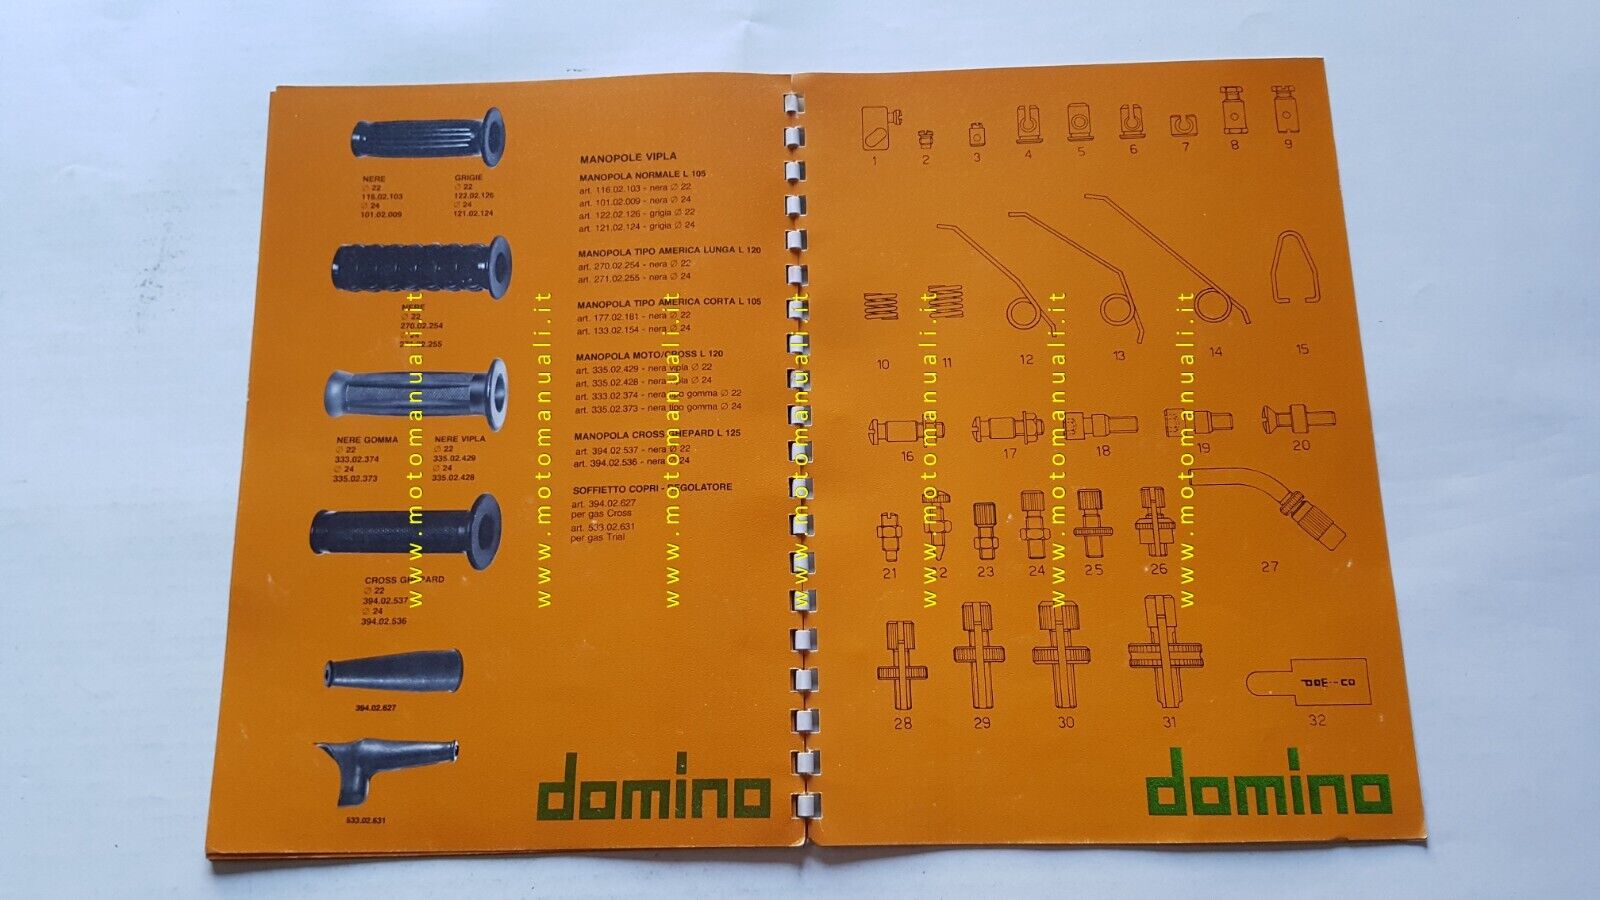 NERE
∅ 22
116.02.103
∅ 24
101.02.009
GRIGIE
∅ 22
122.02.126
∅ 24
121.02.124
NERE
∅ 22
270.02.254
∅ 24
271.02.255
NERE GOMMA
∅ 22
333.02.374
∅ 24
335.02.373
NERE VIPLA
∅ 22
335.02.429
∅ 24
335.02.428
CROSS GHEPARD
∅ 22
394.02.537
∅ 24
394.02.536
394.02.627
533.02.631
MANOPOLE VIPLA
MANOPOLA NORMALE L 105
art. 116.02.103 - nera ∅ 22
art. 101.02.009 - nera ∅ 24
art. 122.02.126 - grigia ∅ 22
art. 121.02.124 - grigia ∅ 24
MANOPOLA TIPO AMERICA LUNGA L 120
art. 270.02.254 - nera ∅ 22
art. 271.02.255 - nera ∅ 24
MANOPOLA TIPO AMERICA CORTA L 105
art. 177.02.181 - nera ∅ 22
art. 133.02.154 - nera ∅ 24
MANOPOLA MOTO/CROSS L 120
art. 335.02.429 - nera vipla ∅ 22
art. 335.02.428 - nera vipla ∅ 24
art. 333.02.374 - nera tipo gomma ∅ 22
art. 335.02.373 - nera tipo gomma ∅ 24
MANOPOLA CROSS GHEPARD L 125
art. 394.02.537 - nera ∅ 22
art. 394.02.536 - nera ∅ 24
SOFFIETTO COPRI - REGOLATORE
art. 394.02.627
per gas Cross
art. 533.02.631
per gas Trial
domino
1 2 3 4 5 6 7 8 9
10 11 12 13 14 15
16 17 18 19 20
21 22 23 24 25 26 27
28 29 30 31 32
domino
www.motomanuali.it
www.motomanuali.it
www.motomanuali.it
www.motomanuali.it
www.motomanuali.it
www.motomanuali.it
www.motomanuali.it